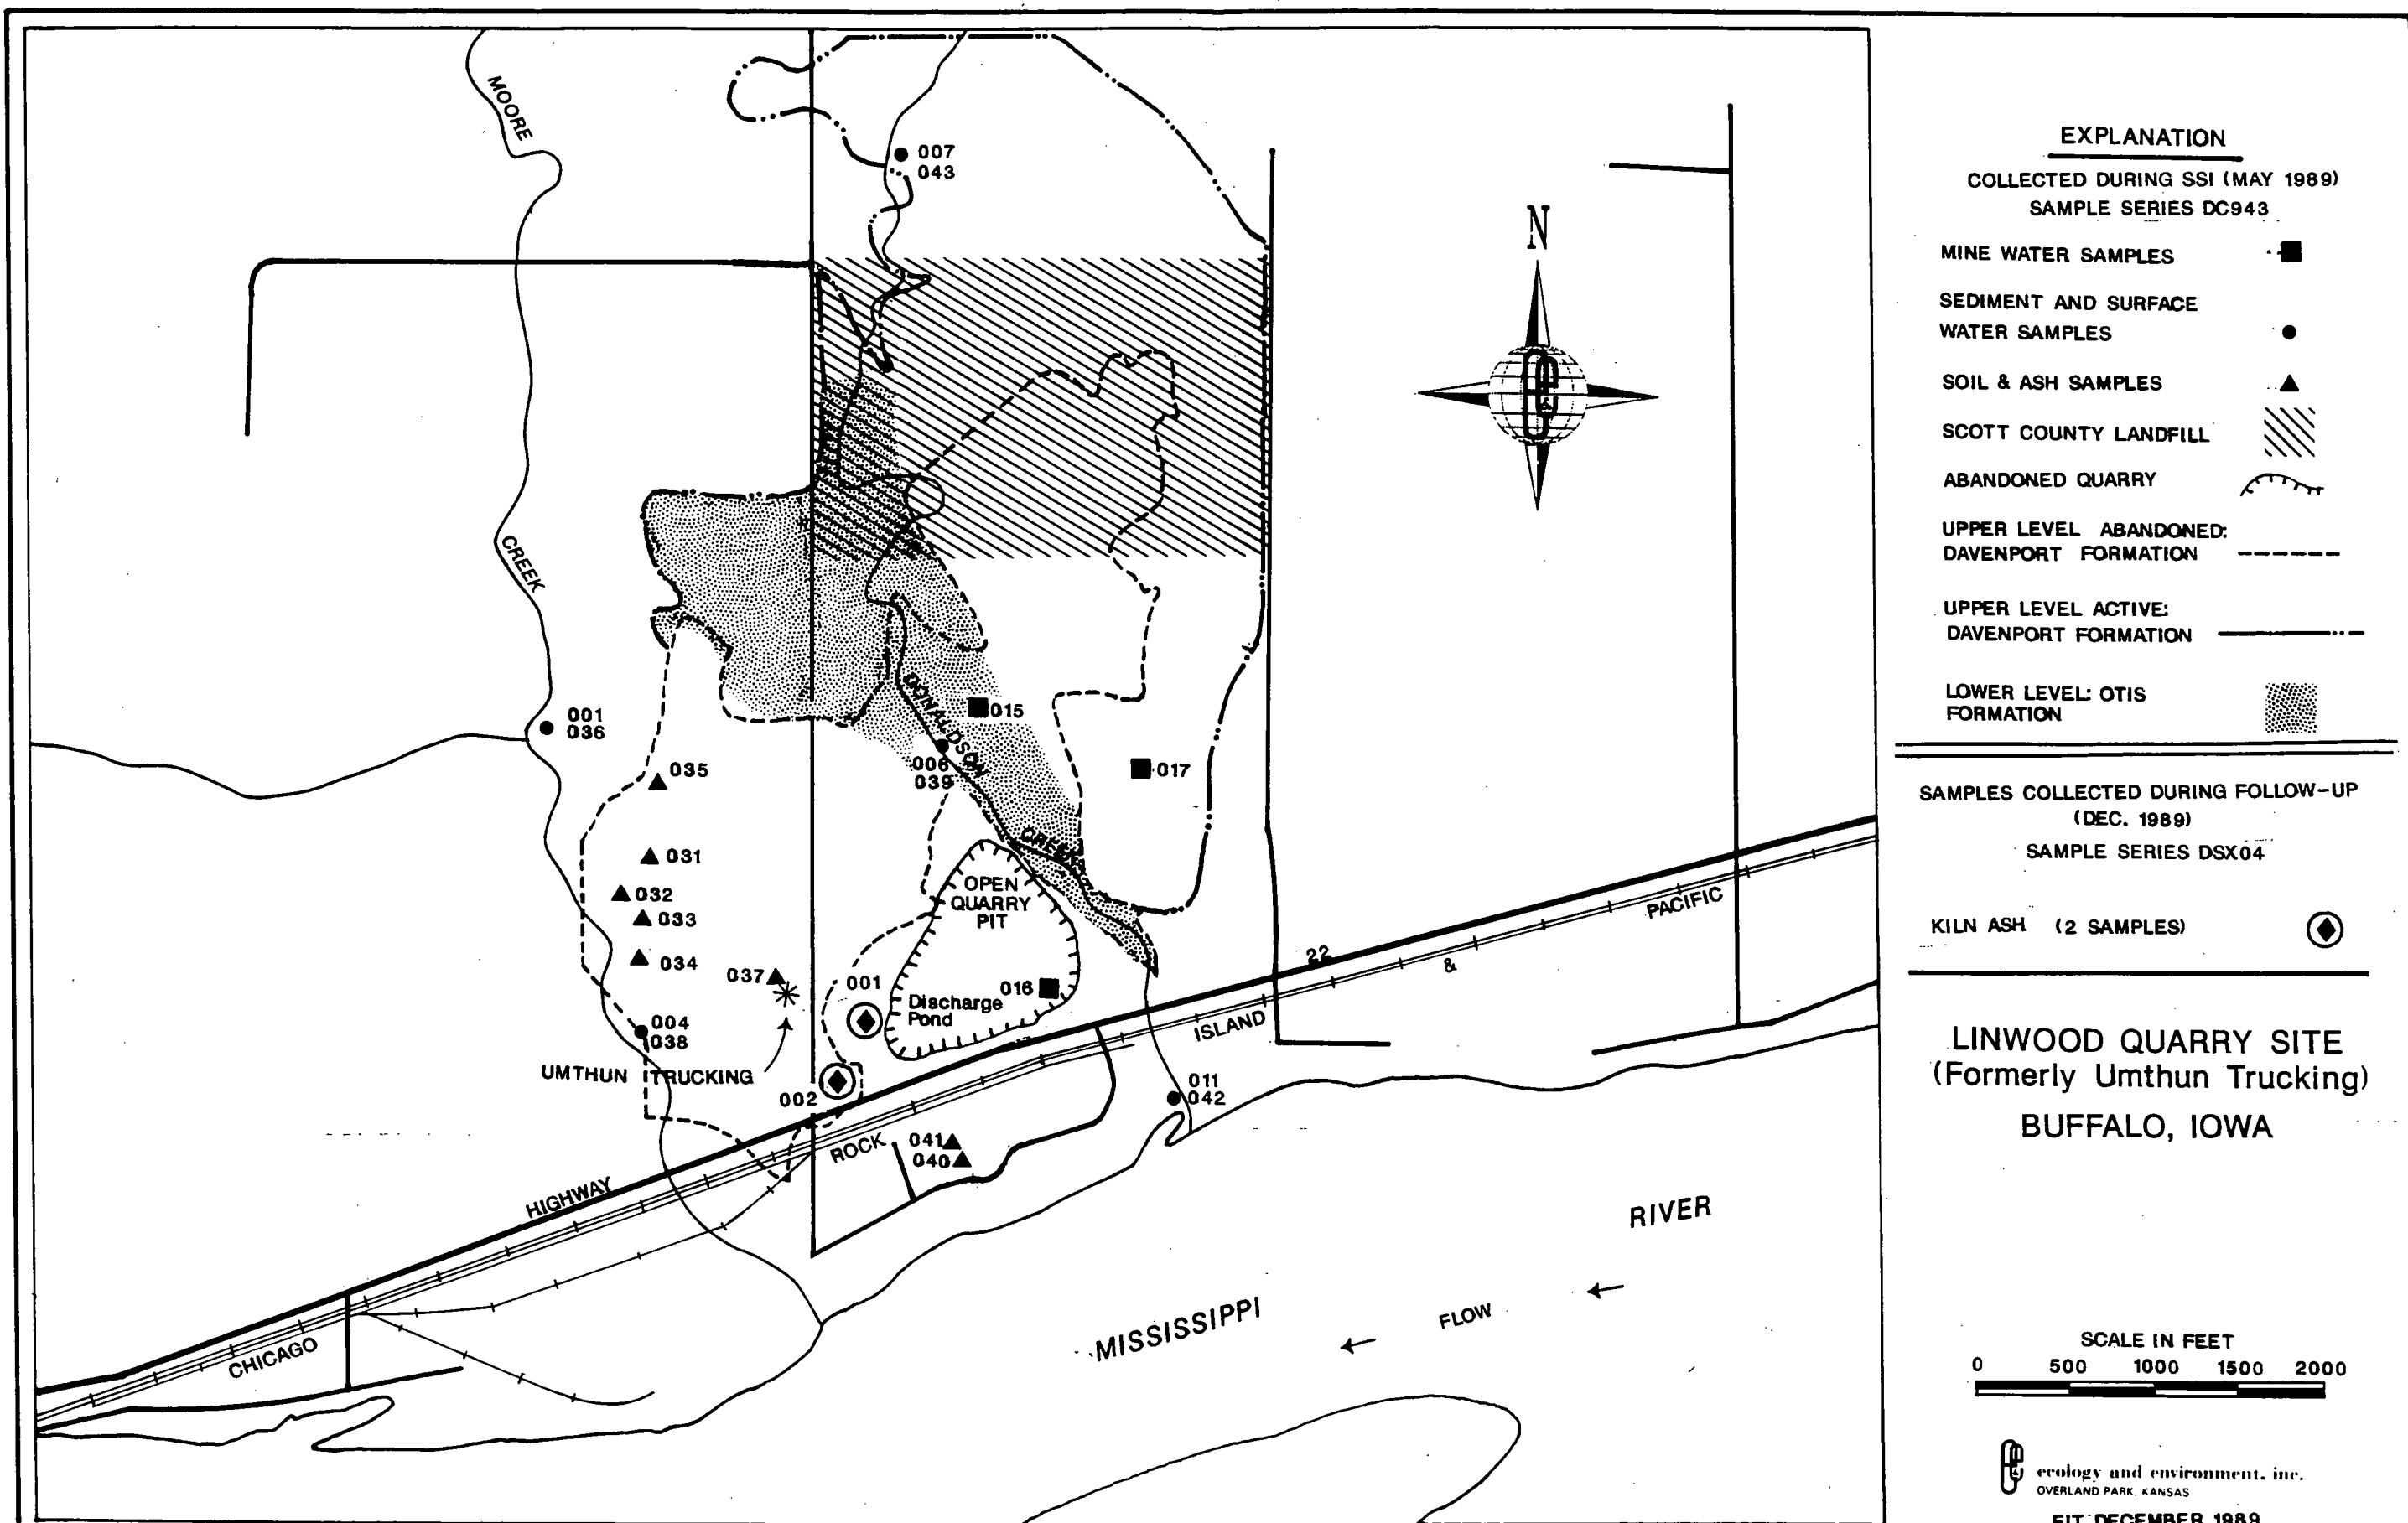 MOORE
CREEK
007
043
N
001
036
DONALDSON
CREEK
015
006
039
017
035
031
032
033
034
037
004
038
UMTHUN TRUCKING
001
002
OPEN
QUARRY
PIT
016
Discharge
Pond
HIGHWAY
22
CHICAGO
ROCK
ISLAND
&
PACIFIC
011
042
041
040
MISSISSIPPI
RIVER
FLOW
EXPLANATION
COLLECTED DURING SSI (MAY 1989)
SAMPLE SERIES DC943
MINE WATER SAMPLES
SEDIMENT AND SURFACE
WATER SAMPLES
SOIL & ASH SAMPLES
SCOTT COUNTY LANDFILL
ABANDONED QUARRY
UPPER LEVEL ABANDONED:
DAVENPORT FORMATION
UPPER LEVEL ACTIVE:
DAVENPORT FORMATION
LOWER LEVEL: OTIS
FORMATION
SAMPLES COLLECTED DURING FOLLOW-UP
(DEC. 1989)
SAMPLE SERIES DSX04
KILN ASH (2 SAMPLES)
LINWOOD QUARRY SITE
(Formerly Umthun Trucking)
BUFFALO, IOWA
SCALE IN FEET
0 500 1000 1500 2000
ecology and environment, inc.
OVERLAND PARK, KANSAS
FIT DECEMBER 1989